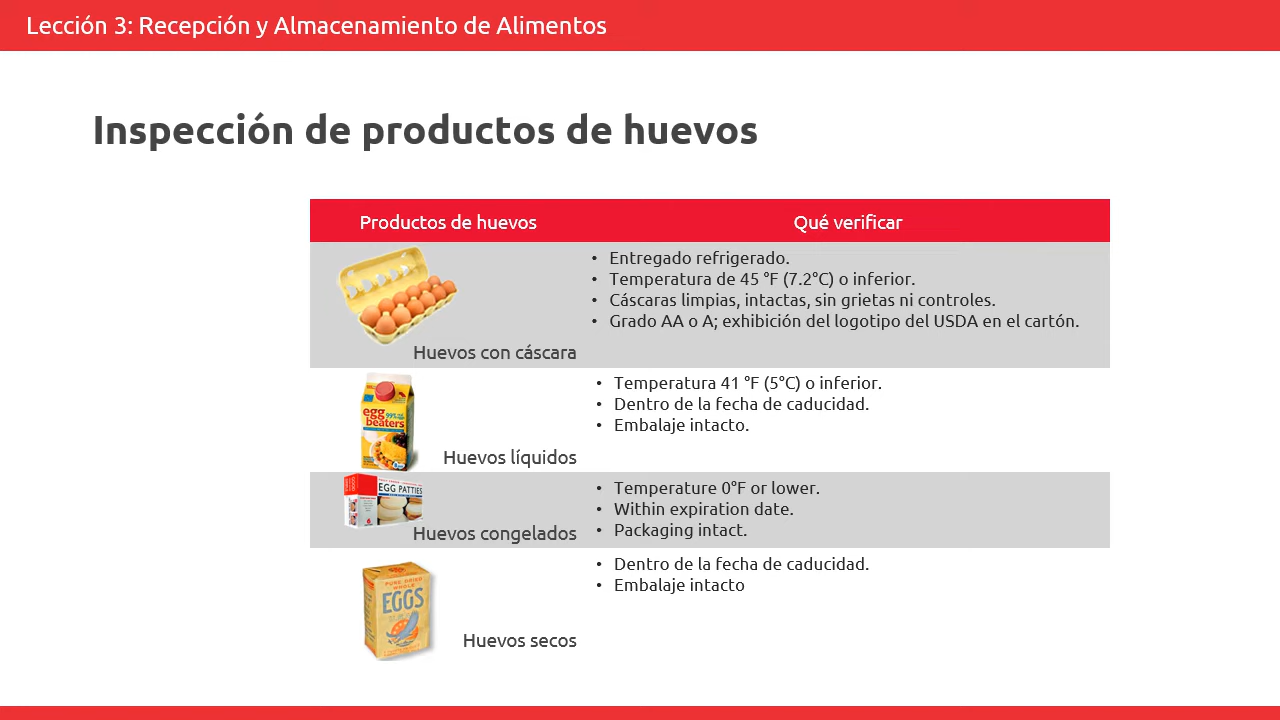 Lección 3: Recepción y Almacenamiento de Alimentos
Inspección de productos de huevos
Productos de huevos
Qué verificar
• Entregado refrigerado.
• Temperatura de 45 °F (7.2°C) o inferior.
• Cáscaras limpias, intactas, sin grietas ni controles.
• Grado AA o A; exhibición del logotipo del USDA en el cartón.
Huevos con cáscara
egg
beaters
99%
• Temperatura 41 °F (5°C) o inferior.
• Dentro de la fecha de caducidad.
• Embalaje intacto.
Huevos líquidos
EGG PATTIES
• Temperature 0°F or lower.
• Within expiration date.
• Packaging intact.
Huevos congelados
PURE DRIED
WHOLE
EGGS
• Dentro de la fecha de caducidad.
• Embalaje intacto
Huevos secos